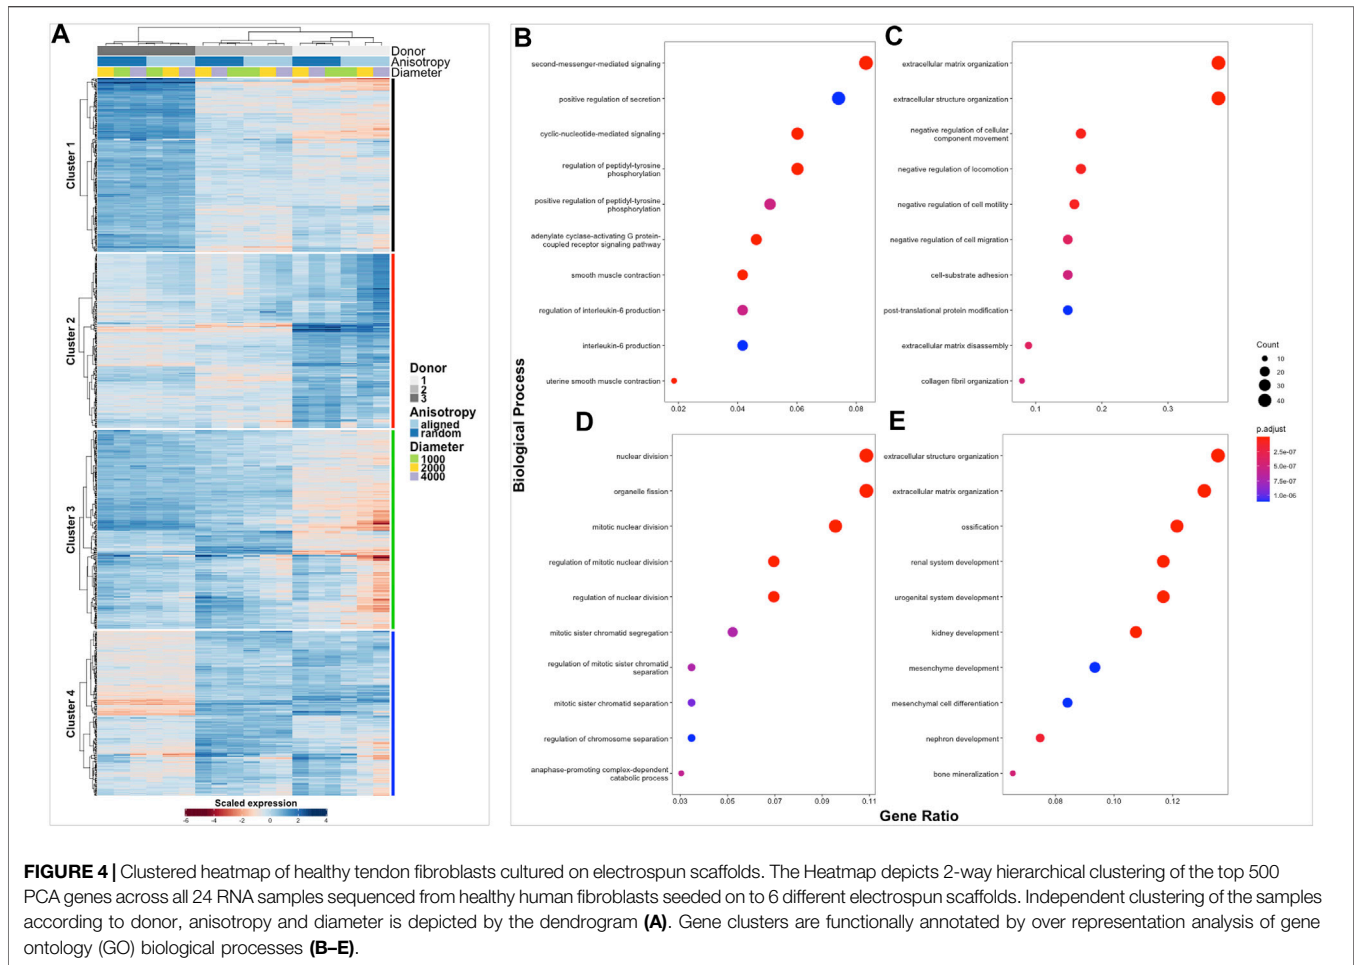 A
Donor
Anisotropy
Diameter
Cluster 1
Cluster 2
Cluster 3
Cluster 4
Donor
1
2
3
Anisotropy
aligned
random
Diameter
1000
2000
4000
Scaled expression
-6 -4 -2 0 2 4
Biological Process
B
second-messenger-mediated signaling
positive regulation of secretion
cyclic-nucleotide-mediated signaling
regulation of peptidyl-tyrosine
phosphorylation
positive regulation of peptidyl-tyrosine
phosphorylation
adenylate cyclase-activating G protein-
coupled receptor signaling pathway
smooth muscle contraction
regulation of interleukin-6 production
interleukin-6 production
uterine smooth muscle contraction
0.02 0.04 0.06 0.08
C
extracellular matrix organization
extracellular structure organization
negative regulation of cellular
component movement
negative regulation of locomotion
negative regulation of cell motility
negative regulation of cell migration
cell-substrate adhesion
post-translational protein modification
extracellular matrix disassembly
collagen fibril organization
0.1 0.2 0.3
D
nuclear division
organelle fission
mitotic nuclear division
regulation of mitotic nuclear division
regulation of nuclear division
mitotic sister chromatid segregation
regulation of mitotic sister chromatid
separation
mitotic sister chromatid separation
regulation of chromosome separation
anaphase-promoting complex-dependent
catabolic process
0.03 0.05 0.07 0.09 0.11
E
extracellular structure organization
extracellular matrix organization
ossification
renal system development
urogenital system development
kidney development
mesenchyme development
mesenchymal cell differentiation
nephron development
bone mineralization
0.08 0.10 0.12
Gene Ratio
Count
10
20
30
40
p.adjust
2.5e-07
5.0e-07
7.5e-07
1.0e-06
FIGURE 4 | Clustered heatmap of healthy tendon fibroblasts cultured on electrospun scaffolds. The Heatmap depicts 2-way hierarchical clustering of the top 500
PCA genes across all 24 RNA samples sequenced from healthy human fibroblasts seeded on to 6 different electrospun scaffolds. Independent clustering of the samples
according to donor, anisotropy and diameter is depicted by the dendrogram (A). Gene clusters are functionally annotated by over representation analysis of gene
ontology (GO) biological processes (B–E).